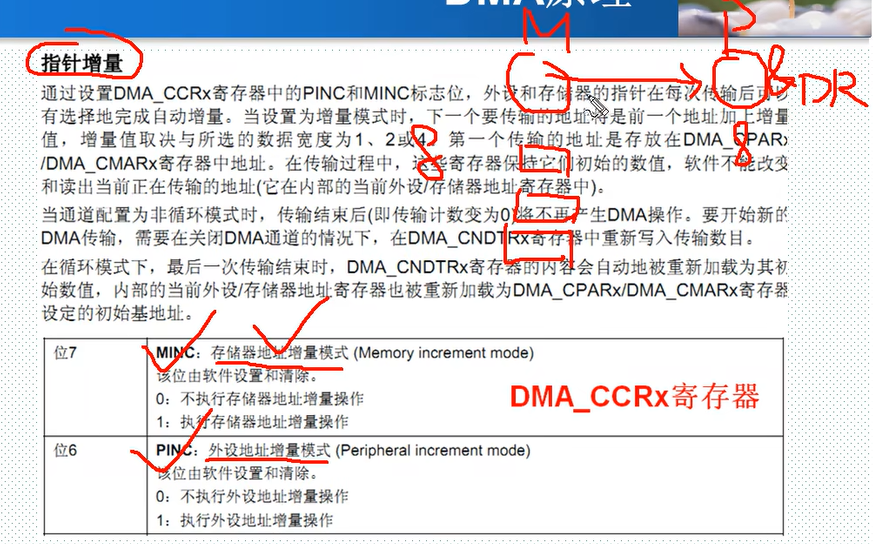 DMA原理
指针增量
通过设置DMA_CCRx寄存器中的PINC和MINC标志位，外设和存储器的指针在每次传输后可以
有选择地完成自动增量。当设置为增量模式时，下一个要传输的地址将是前一个地址加上增量
值，增量值取决与所选的数据宽度为1、2或4。第一个传输的地址是存放在DMA_CPARx
/DMA_CMARx寄存器中地址。在传输过程中，这些寄存器保持它们初始的数值，软件不能改变
和读出当前正在传输的地址(它在内部的当前外设/存储器地址寄存器中)。
当通道配置为非循环模式时，传输结束后(即传输计数变为0)将不再产生DMA操作。要开始新的
DMA传输，需要在关闭DMA通道的情况下，在DMA_CNDTRx寄存器中重新写入传输数目。
在循环模式下，最后一次传输结束时，DMA_CNDTRx寄存器的内容会自动地被重新加载为其初
始数值，内部的当前外设/存储器地址寄存器也被重新加载为DMA_CPARx/DMA_CMARx寄存器
设定的初始基地址。
位7
MINC：存储器地址增量模式 (Memory increment mode)
该位由软件设置和清除。
0：不执行存储器地址增量操作
1：执行存储器地址增量操作
位6
PINC：外设地址增量模式 (Peripheral increment mode)
该位由软件设置和清除。
0：不执行外设地址增量操作
1：执行外设地址增量操作
DMA_CCRx寄存器
M
&DR
8
8